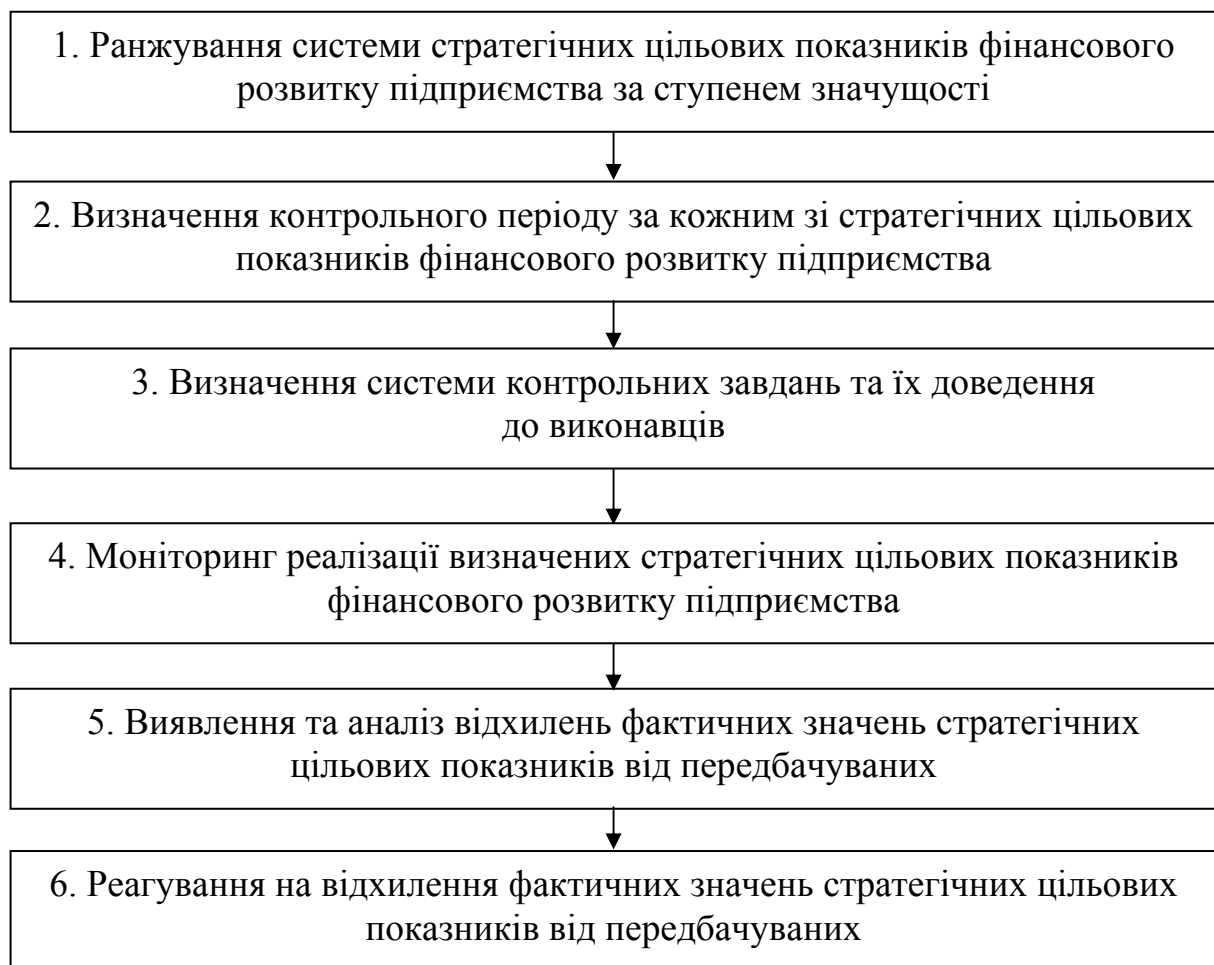 1. Ранжування системи стратегічних цільових показників фінансового
розвитку підприємства за ступенем значущості
2. Визначення контрольного періоду за кожним зі стратегічних цільових
показників фінансового розвитку підприємства
3. Визначення системи контрольних завдань та їх доведення
до виконавців
4. Моніторинг реалізації визначених стратегічних цільових показників
фінансового розвитку підприємства
5. Виявлення та аналіз відхилень фактичних значень стратегічних
цільових показників від передбачуваних
6. Реагування на відхилення фактичних значень стратегічних цільових
показників від передбачуваних